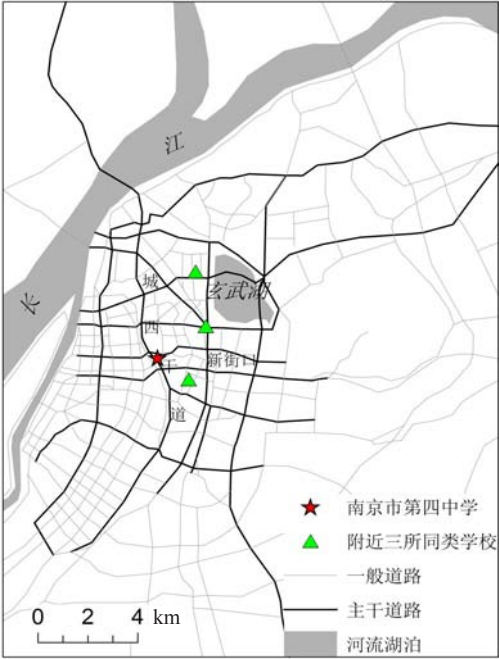 江
长
玄武湖
城
西
干
道
新街口
南京市第四中学
附近三所同类学校
一般道路
主干道路
河流湖泊
0 2 4 km